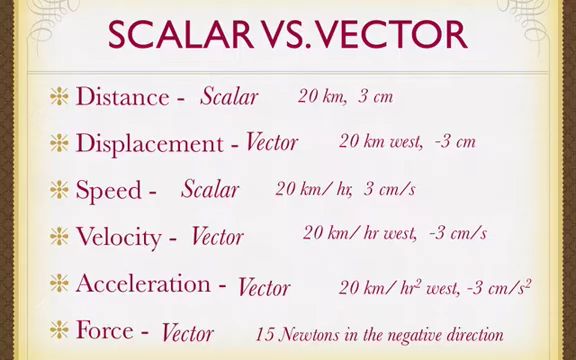 SCALAR VS. VECTOR
Distance - Scalar 20 km, 3 cm
Displacement - Vector 20 km west, -3 cm
Speed - Scalar 20 km/ hr, 3 cm/s
Velocity - Vector 20 km/ hr west, -3 cm/s
Acceleration - Vector 20 km/ hr² west, -3 cm/s²
Force - Vector 15 Newtons in the negative direction